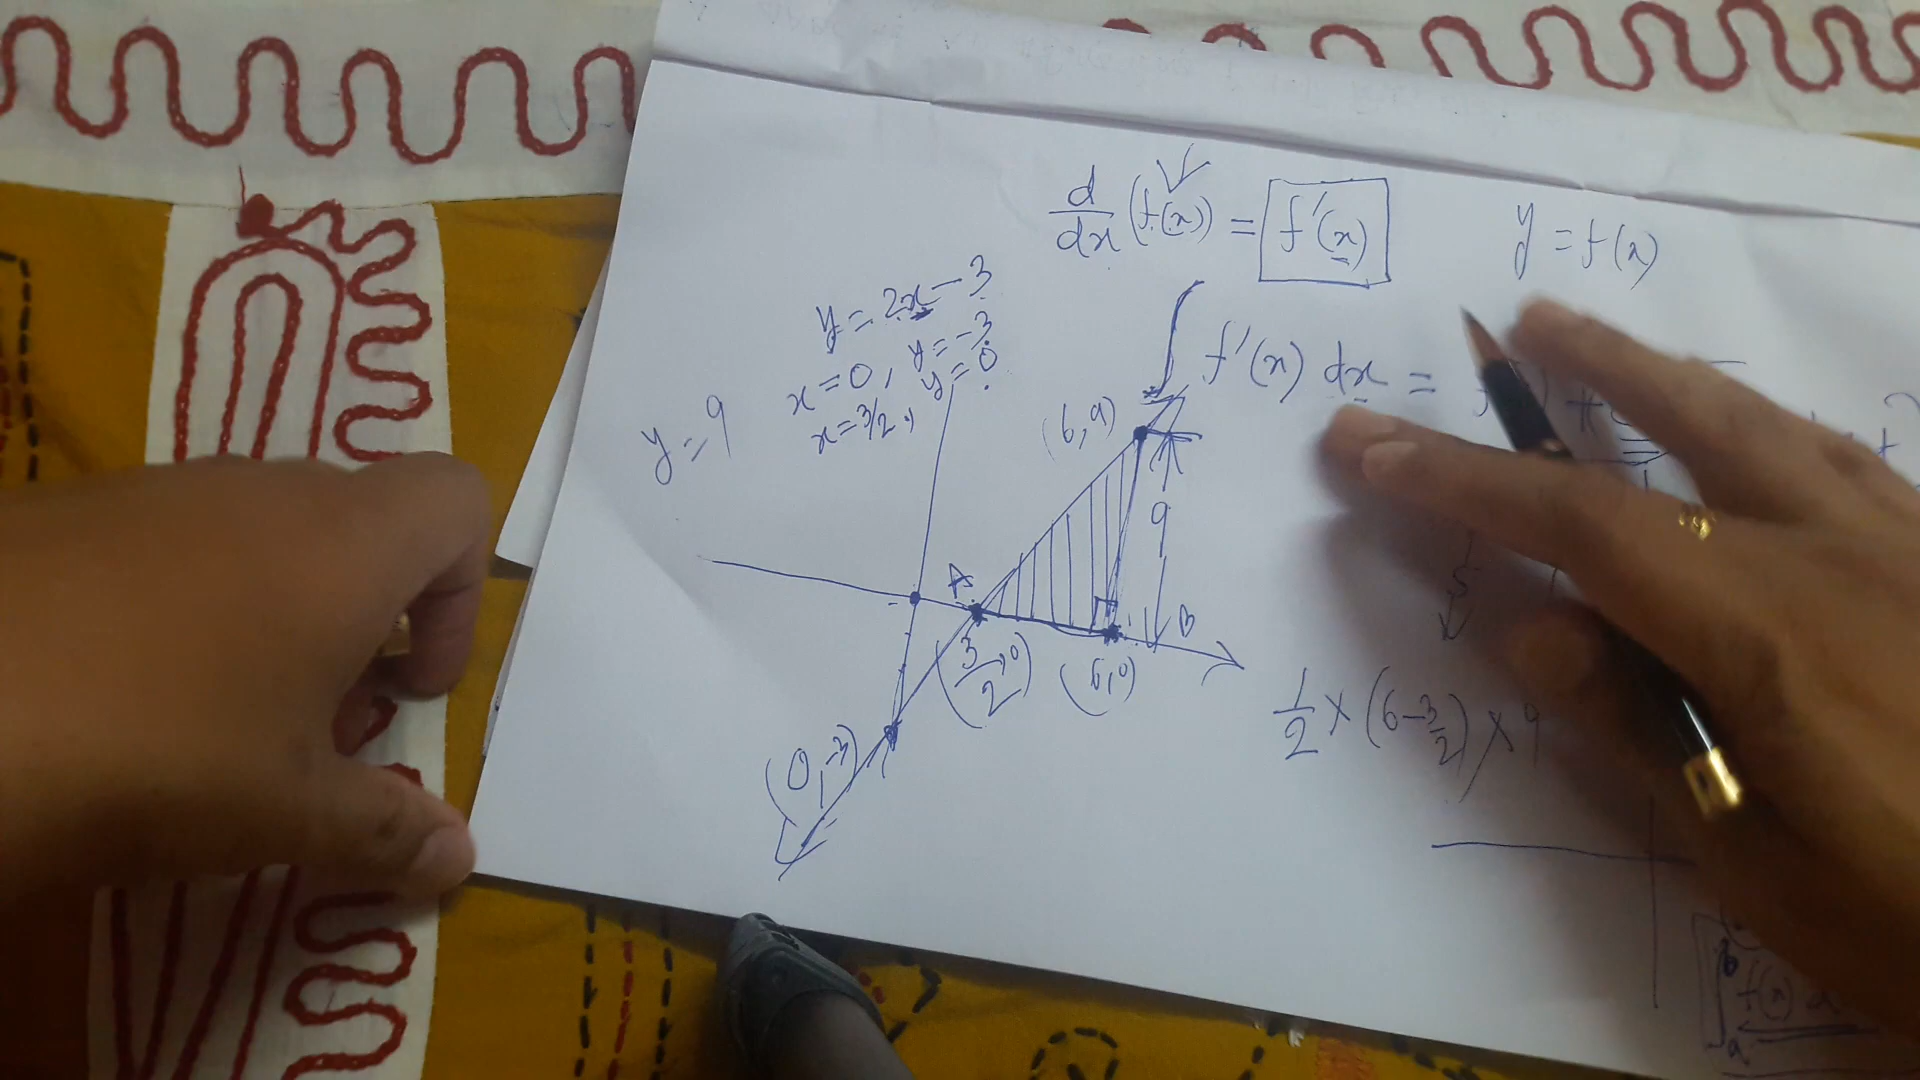 d/dx (f(x)) = f'(x)
y = f(x)
y = 2x - 3
x = 0, y = -3
x = 3/2, y = 0
y = 9
∫ f'(x) dx =
(6, 9)
9
A
B
(3/2, 0)
(6, 0)
(0, -3)
1/2 × (6 - 3/2) × 9
∫ₐᵇ f(x)